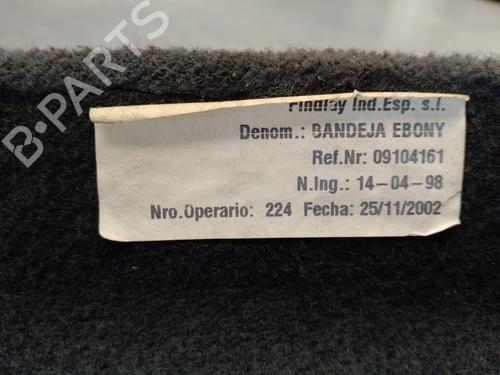 Findlay Ind.Esp. s.l.
Denom.: BANDEJA EBONY
Ref.Nr: 09104161
N.Ing.: 14-04-98
Nro.Operario: 224 Fecha: 25/11/2002
B-PARTS